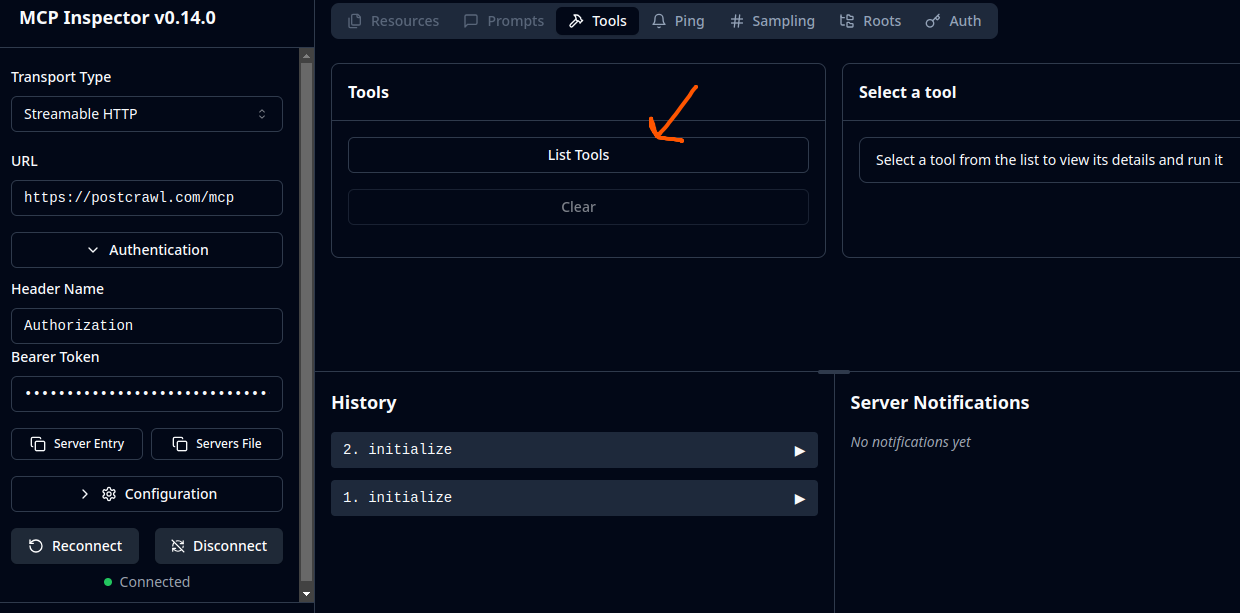 MCP Inspector v0.14.0
Transport Type
Streamable HTTP
URL
https://postcrawl.com/mcp
Authentication
Header Name
Authorization
Bearer Token
•••••••••••••••••••••••••••••
Server Entry
Servers File
Configuration
Reconnect
Disconnect
Connected
Resources
Prompts
Tools
Ping
Sampling
Roots
Auth
Tools
List Tools
Clear
Select a tool
Select a tool from the list to view its details and run it
History
2. initialize
1. initialize
Server Notifications
No notifications yet